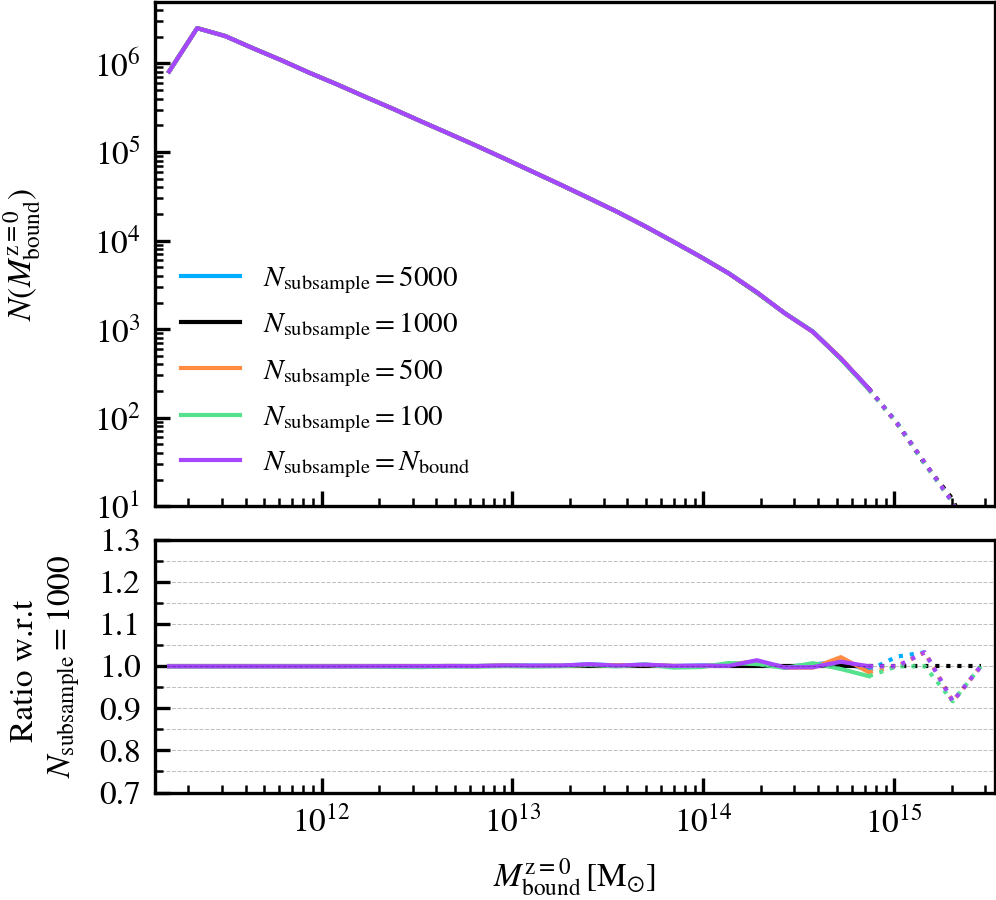 10^6
10^5
10^4
10^3
10^2
10^1
N(M_bound^z=0)
N_subsample = 5000
N_subsample = 1000
N_subsample = 500
N_subsample = 100
N_subsample = N_bound
1.3
1.2
1.1
1.0
0.9
0.8
0.7
Ratio w.r.t
N_subsample = 1000
10^12 10^13 10^14 10^15
M_bound^z=0 [M_⊙]